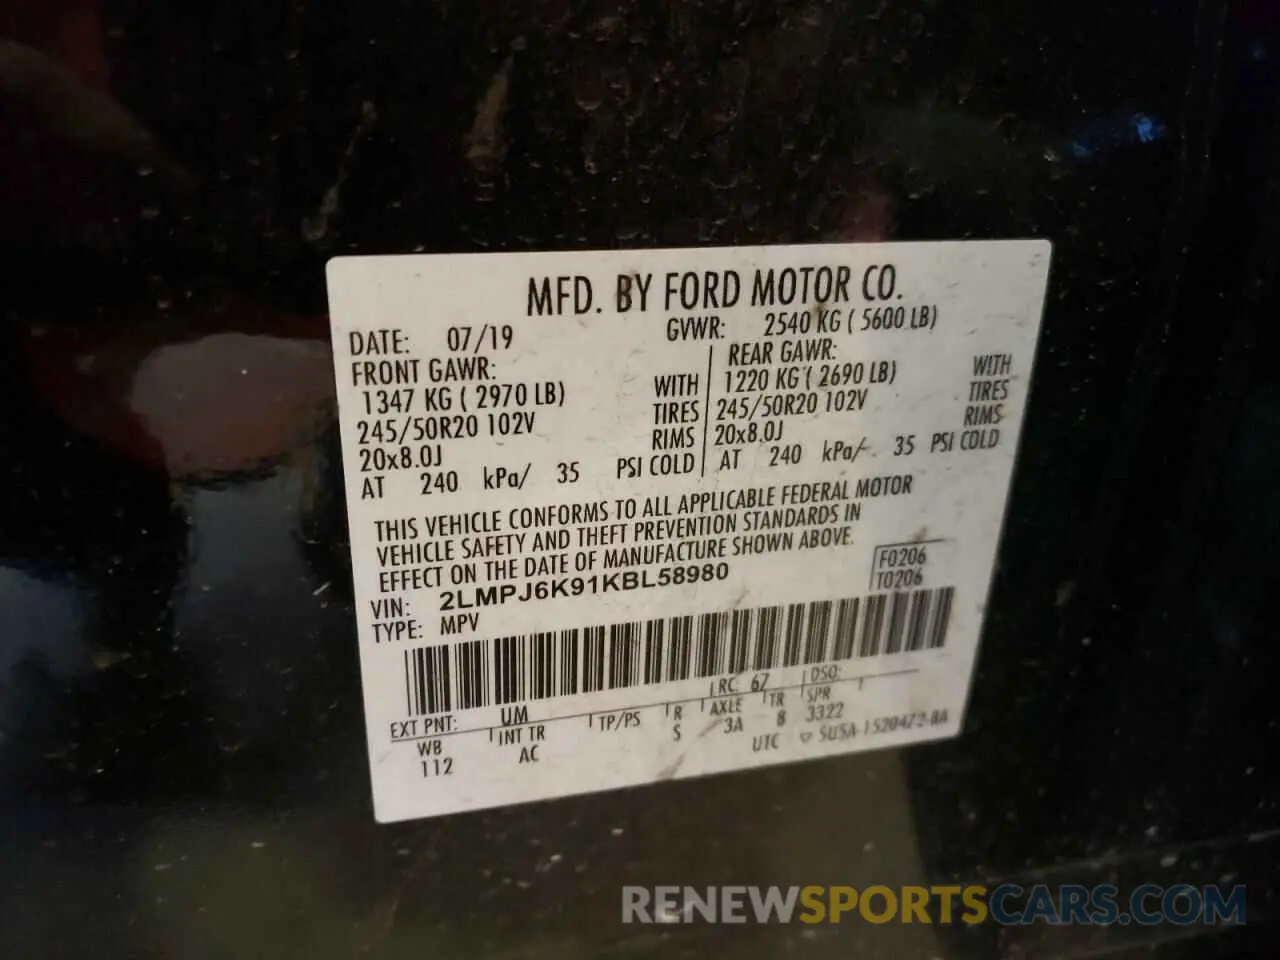 MFD. BY FORD MOTOR CO.
DATE: 07/19 GVWR: 2540 KG ( 5600 LB)
FRONT GAWR: REAR GAWR:
1347 KG ( 2970 LB) WITH 1220 KG ( 2690 LB) WITH
245/50R20 102V TIRES 245/50R20 102V TIRES
20x8.0J RIMS 20x8.0J RIMS
AT 240 kPa/ 35 PSI COLD AT 240 kPa/ 35 PSI COLD
THIS VEHICLE CONFORMS TO ALL APPLICABLE FEDERAL MOTOR
VEHICLE SAFETY AND THEFT PREVENTION STANDARDS IN
EFFECT ON THE DATE OF MANUFACTURE SHOWN ABOVE.
VIN: 2LMPJ6K91KBL58980 F0206
TYPE: MPV T0206
EXT PNT: UM RC: 67 DSO:
WB INT TR TP/PS R AXLE TR SPR
112 AC S 3A 8 3322
UTC SUSA-1520472-BA
RENEWSPORTSCARS.COM